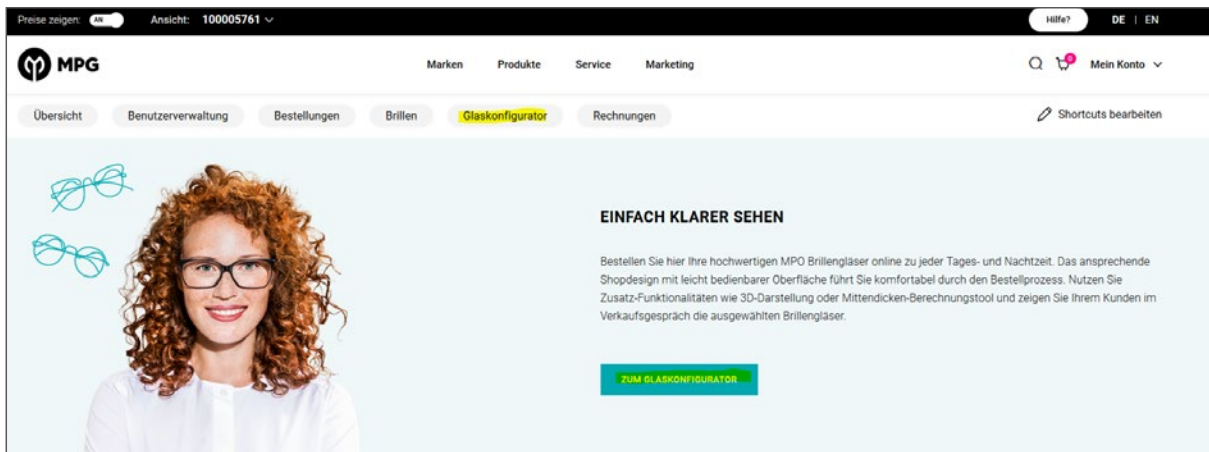 Preise zeigen: AN Ansicht: 100005761 Hilfe? DE | EN
MPG Marken Produkte Service Marketing 0 Mein Konto
Übersicht Benutzerverwaltung Bestellungen Brillen Glaskonfigurator Rechnungen Shortcuts bearbeiten
EINFACH KLARER SEHEN
Bestellen Sie hier Ihre hochwertigen MPO Brillengläser online zu jeder Tages- und Nachtzeit. Das ansprechende
Shopdesign mit leicht bedienbarer Oberfläche führt Sie komfortabel durch den Bestellprozess. Nutzen Sie
Zusatz-Funktionalitäten wie 3D-Darstellung oder Mittendicken-Berechnungstool und zeigen Sie Ihrem Kunden im
Verkaufsgespräch die ausgewählten Brillengläser.
ZUM GLASKONFIGURATOR